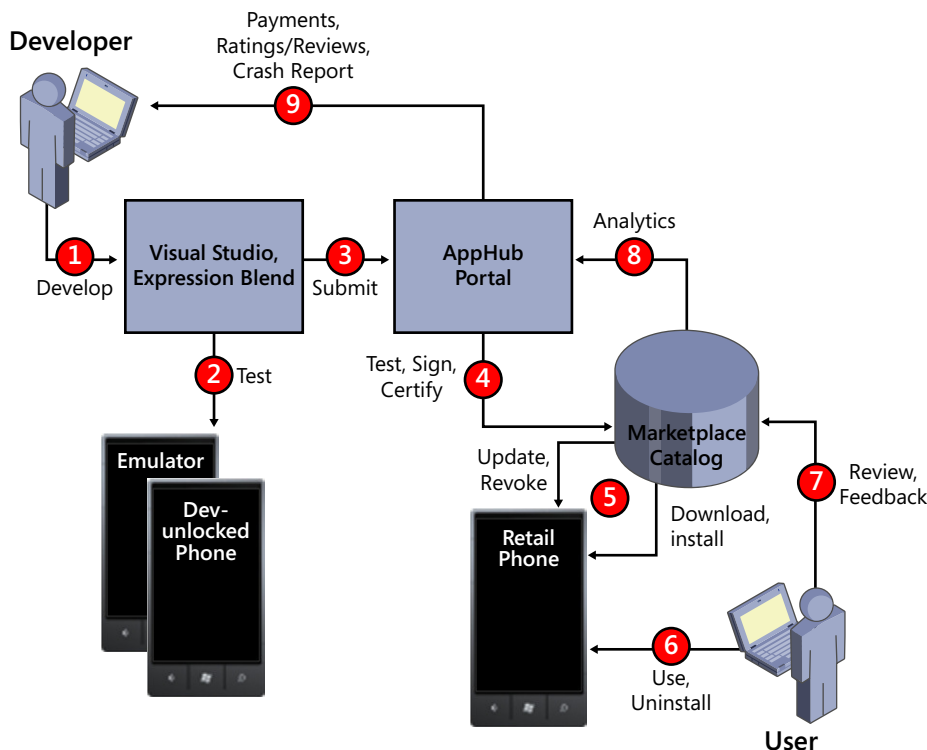 Developer
Payments,
Ratings/Reviews,
Crash Report
9
1
Develop
Visual Studio,
Expression Blend
3
Submit
AppHub
Portal
Analytics
8
2
Test
Test, Sign,
Certify
4
Marketplace
Catalog
Emulator
Dev-
unlocked
Phone
Update,
Revoke
5
Download,
install
7
Review,
Feedback
Retail
Phone
6
Use,
Uninstall
User